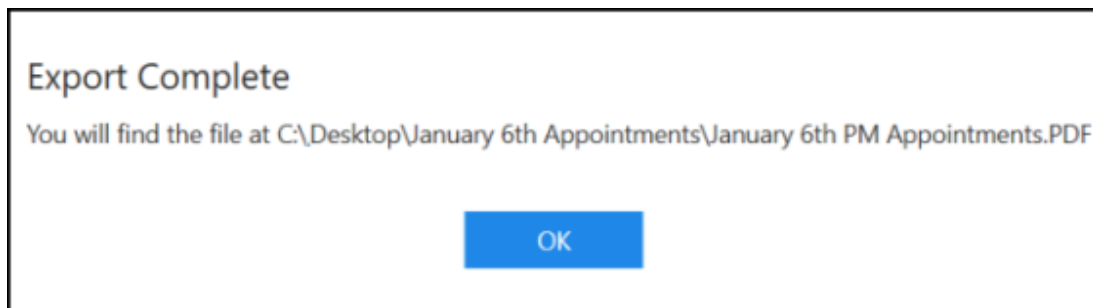 Export Complete
You will find the file at C:\Desktop\January 6th Appointments\January 6th PM Appointments.PDF
OK